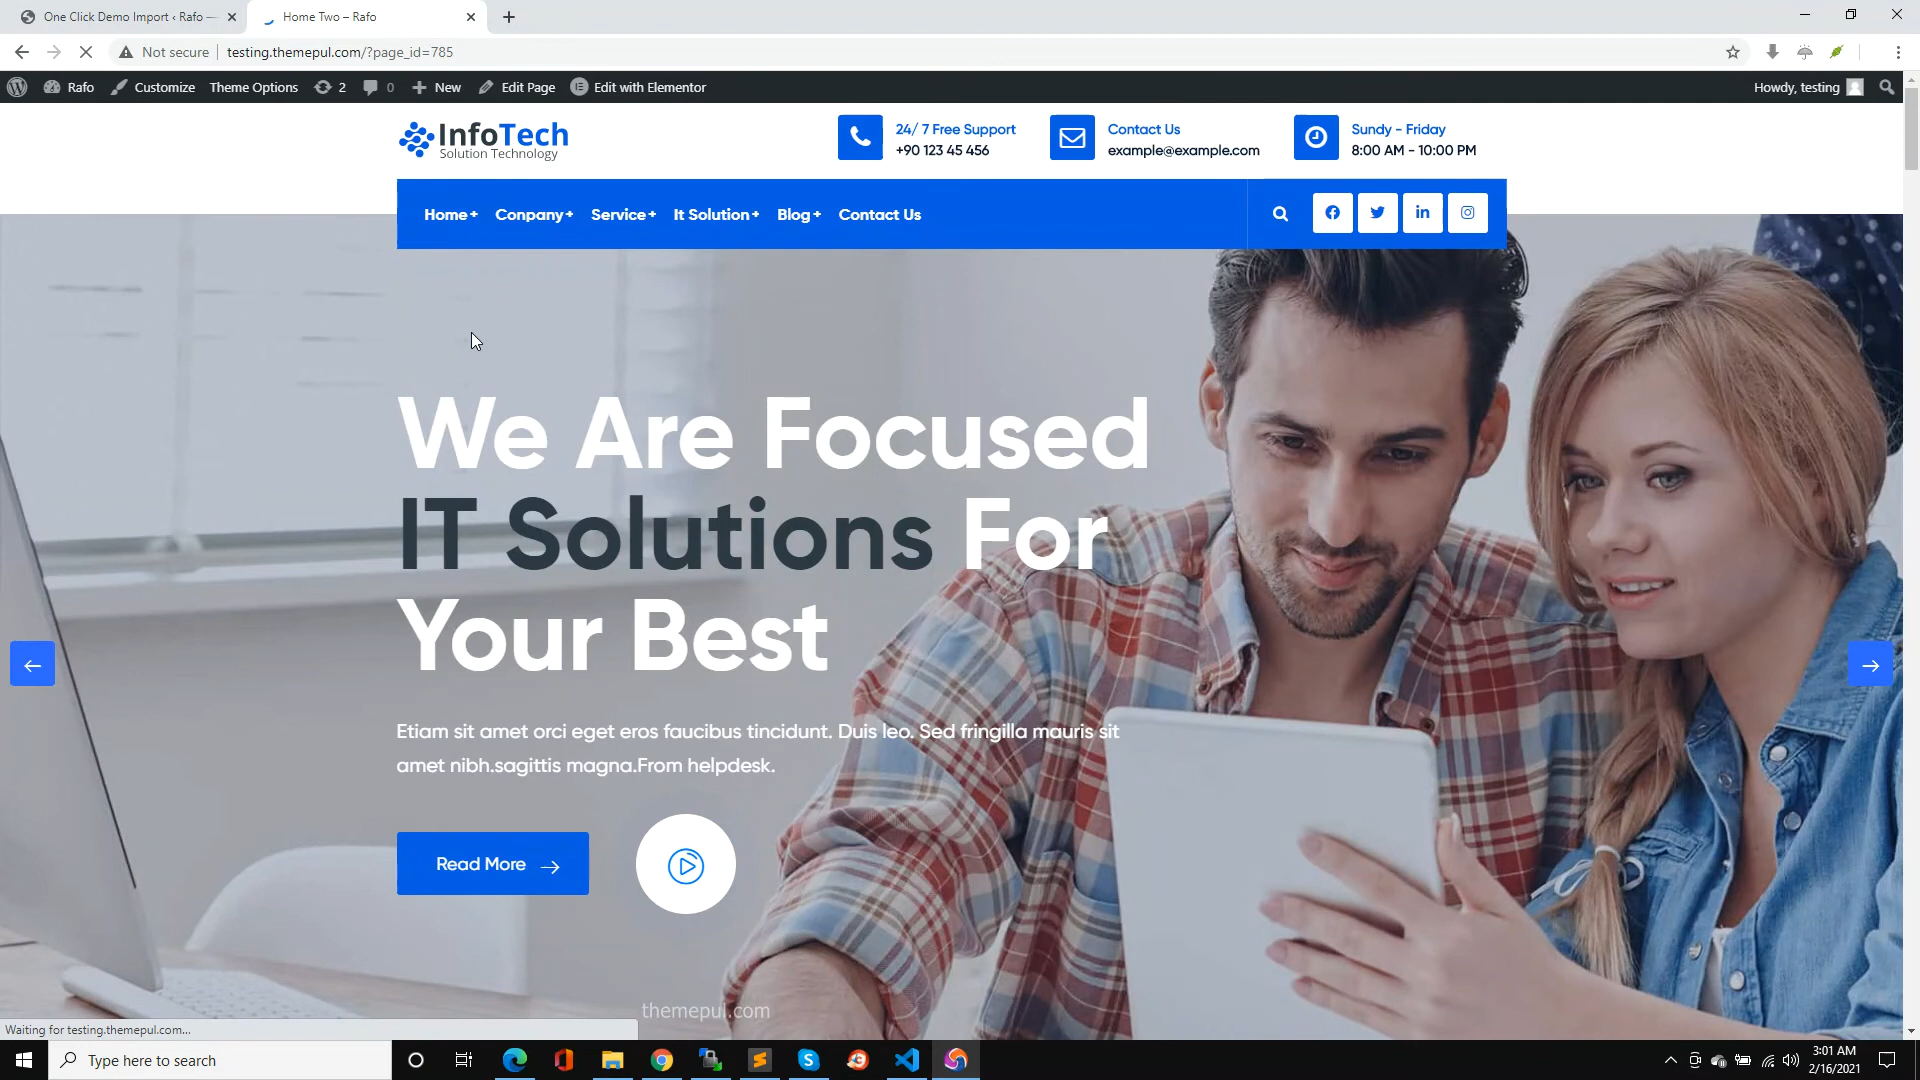 One Click Demo Import ‹ Rafo —
Home Two – Rafo
Not secure
testing.themepul.com/?page_id=785
Rafo
Customize
Theme Options
2
0
New
Edit Page
Edit with Elementor
Howdy, testing
InfoTech
Solution Technology
24/ 7 Free Support
+90 123 45 456
Contact Us
example@example.com
Sundy - Friday
8:00 AM - 10:00 PM
Home+
Conpany+
Service+
It Solution+
Blog+
Contact Us
We Are Focused
IT Solutions For
Your Best
Etiam sit amet orci eget eros faucibus tincidunt. Duis leo. Sed fringilla mauris sit
amet nibh.sagittis magna.From helpdesk.
Read More
themepul.com
Waiting for testing.themepul.com...
Type here to search
3:01 AM
2/16/2021